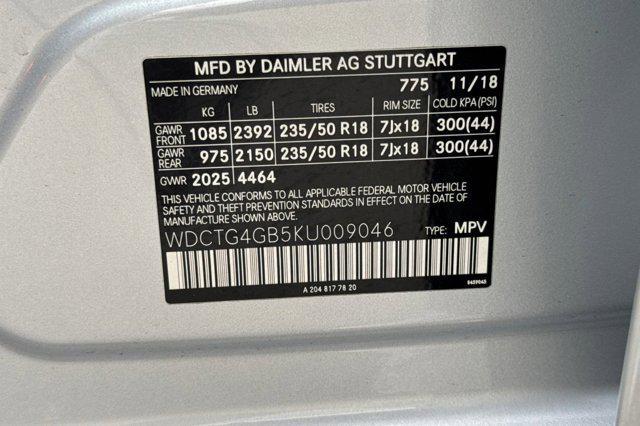 MFD BY DAIMLER AG STUTTGART
MADE IN GERMANY 775 11/18
KG LB TIRES RIM SIZE COLD KPA(PSI)
GAWR FRONT 1085 2392 235/50 R18 7Jx18 300(44)
GAWR REAR 975 2150 235/50 R18 7Jx18 300(44)
GVWR 2025 4464
THIS VEHICLE CONFORMS TO ALL APPLICABLE FEDERAL MOTOR VEHICLE
SAFETY, BUMPER AND THEFT PREVENTION STANDARDS IN EFFECT ON THE DATE OF
MANUFACTURE SHOWN ABOVE.
WDCTG4GB5KU009046 TYPE: MPV
A 204 817 78 20